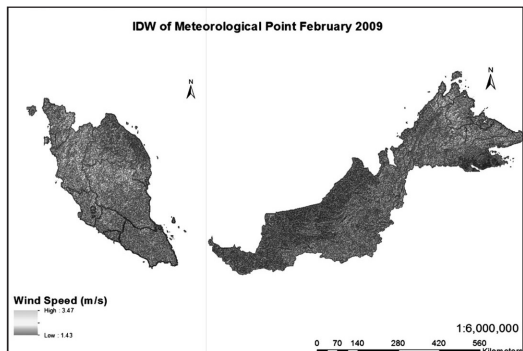 IDW of Meteorological Point February 2009
N
N
Wind Speed (m/s)
High : 3.47
Low : 1.43
1:6,000,000
0 70 140 280 420 560
Kilometers